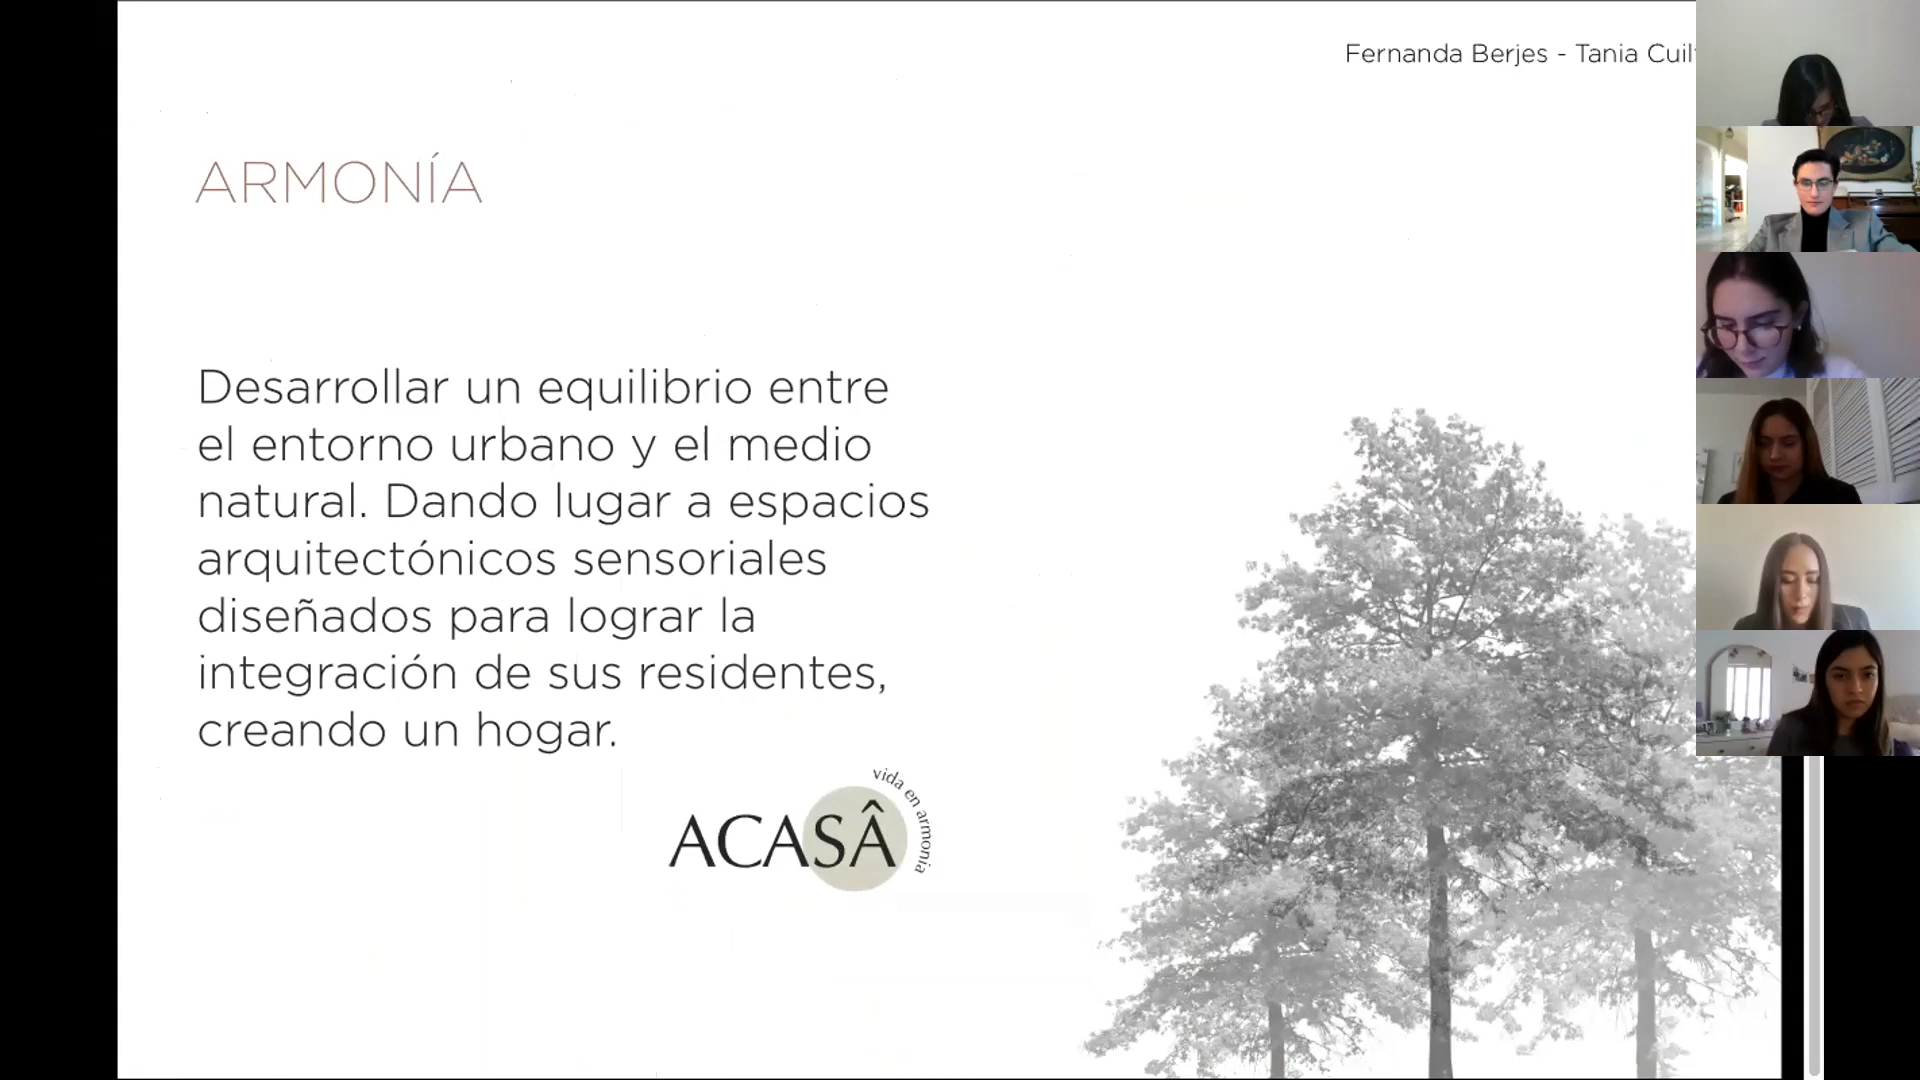 Fernanda Berjes - Tania
ARMONÍA
Desarrollar un equilibrio entre
el entorno urbano y el medio
natural. Dando lugar a espacios
arquitectónicos sensoriales
diseñados para lograr la
integración de sus residentes,
creando un hogar.
vida en armonía
ACASÂ